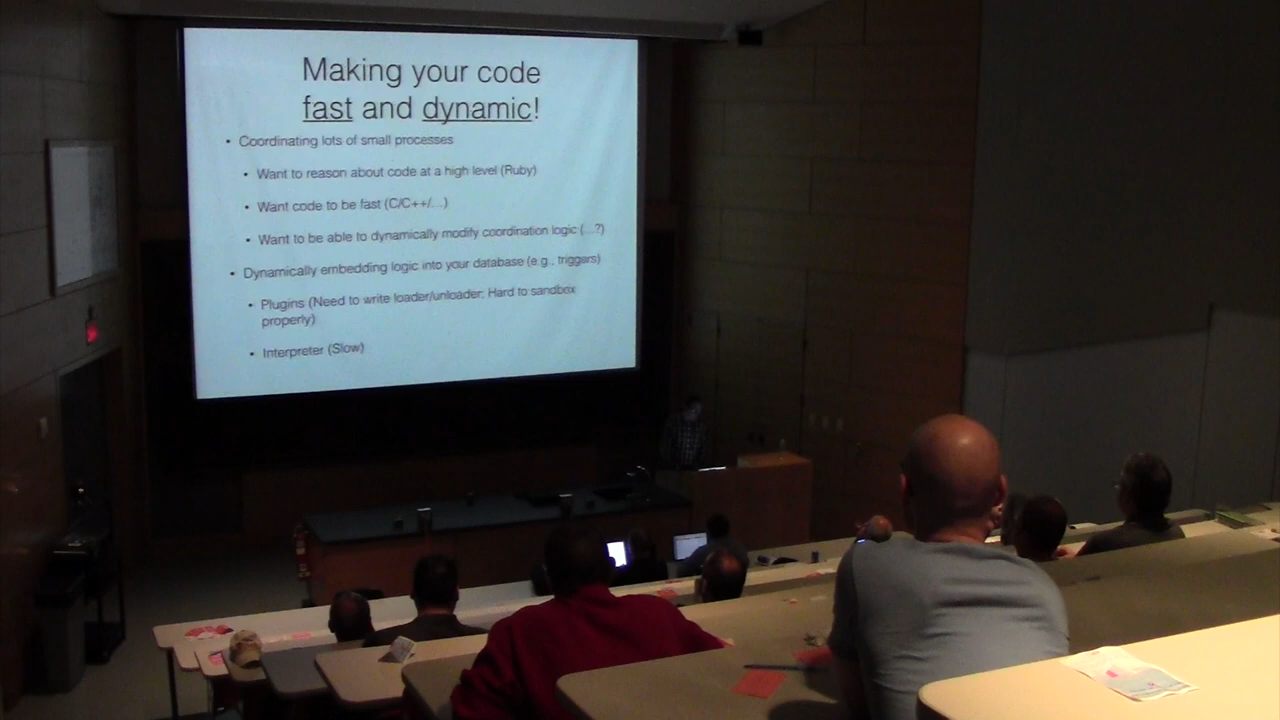 Making your code
fast and dynamic!
• Coordinating lots of small processes
• Want to reason about code at a high level (Ruby)
• Want code to be fast (C/C++/...)
• Want to be able to dynamically modify coordination logic (...?)
• Dynamically embedding logic into your database (e.g., triggers)
• Plugins (Need to write loader/unloader; Hard to sandbox
properly)
• Interpreter (Slow)